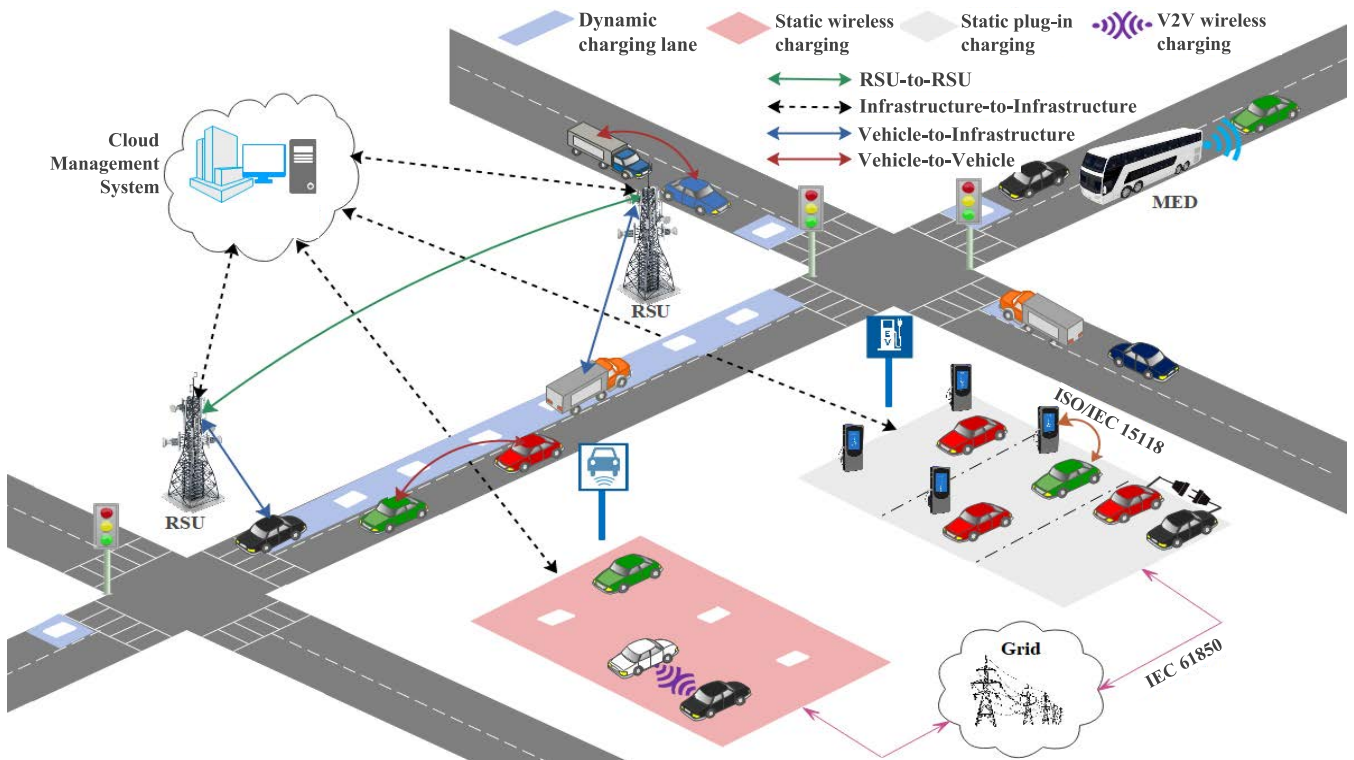 Dynamic
charging lane
Static wireless
charging
Static plug-in
charging
V2V wireless
charging
RSU-to-RSU
Infrastructure-to-Infrastructure
Vehicle-to-Infrastructure
Vehicle-to-Vehicle
Cloud
Management
System
MED
RSU
RSU
EV
ISO/IEC 15118
Grid
IEC 61850